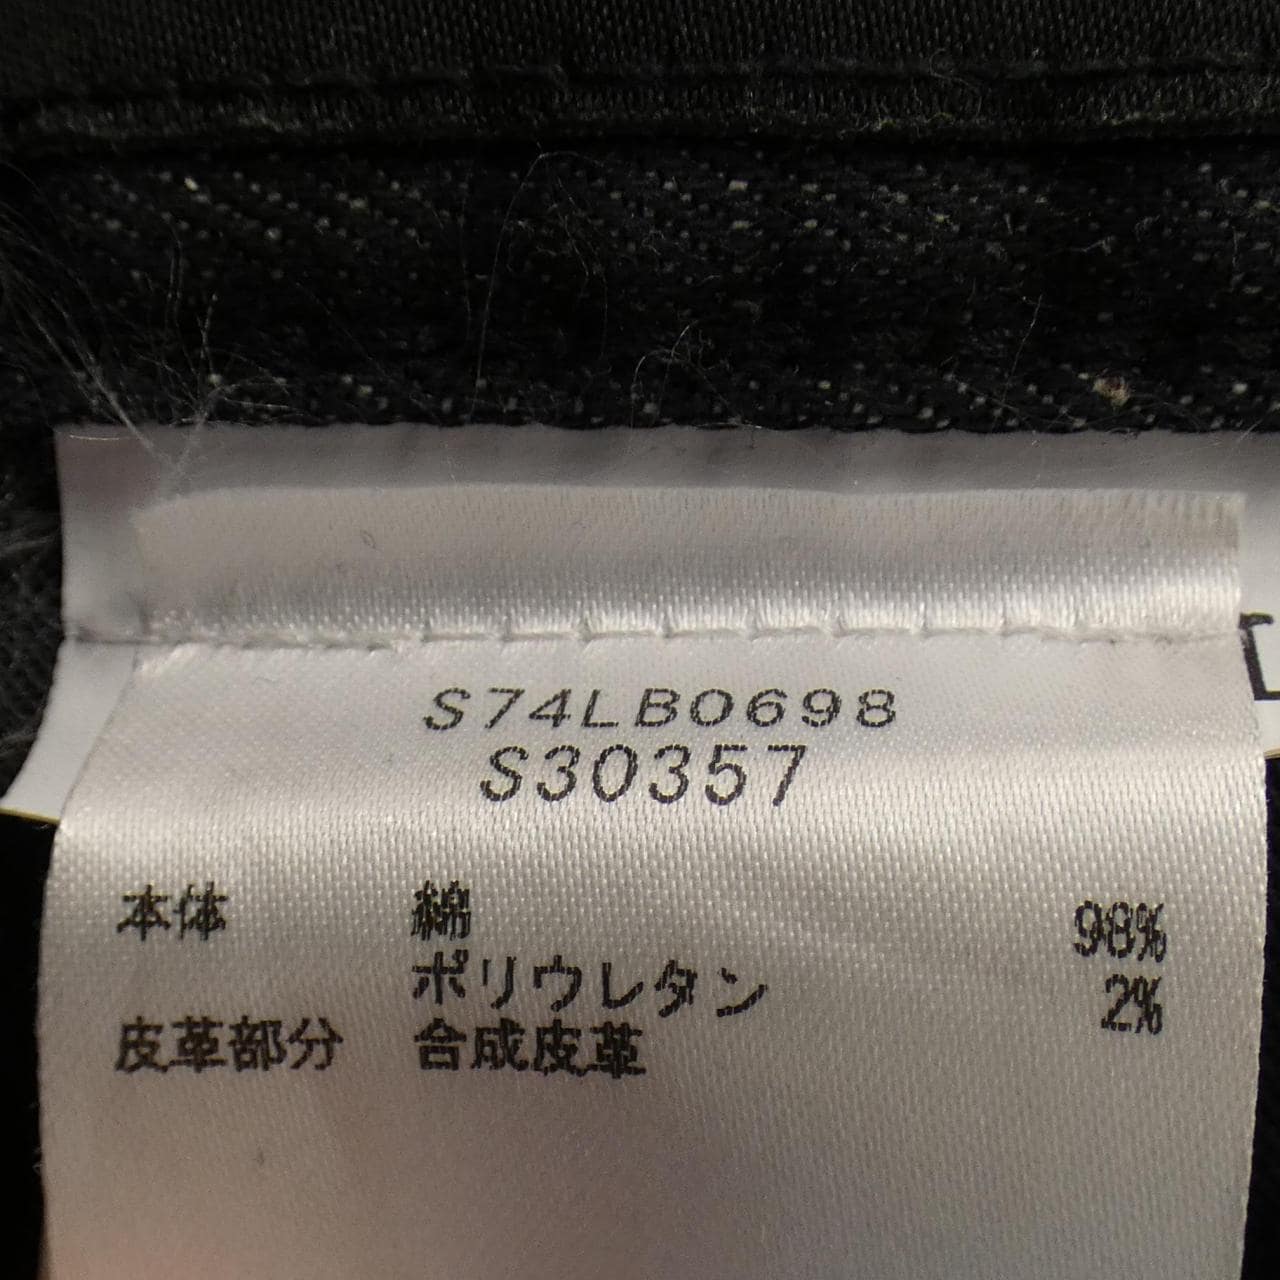 S74LB0698
S30357
本体 綿 98%
ポリウレタン 2%
皮革部分 合成皮革